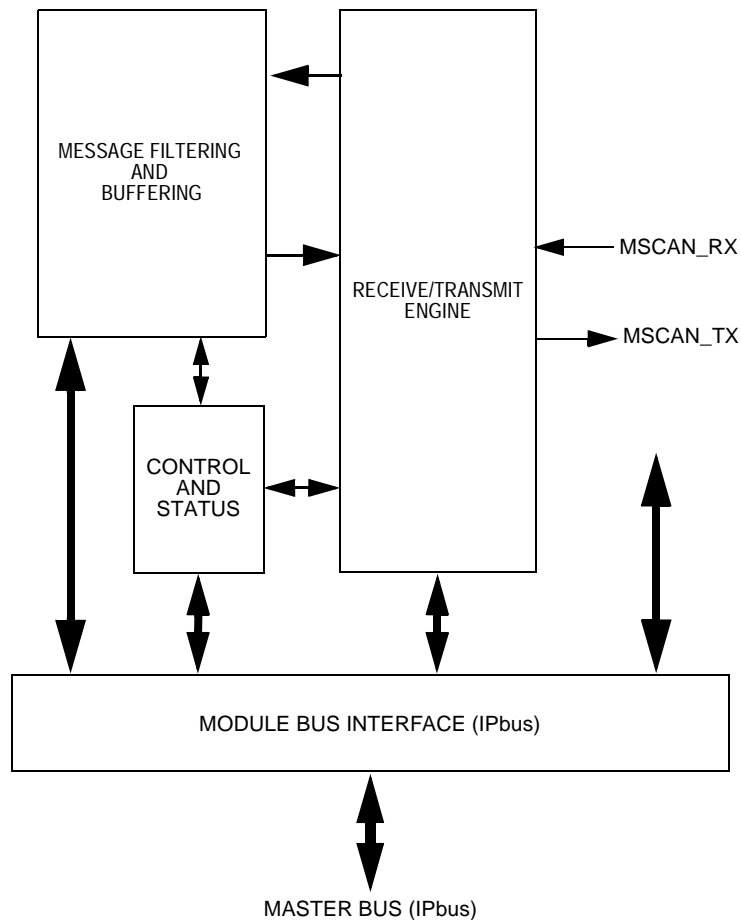 MESSAGE FILTERING
AND
BUFFERING
RECEIVE/TRANSMIT
ENGINE
MSCAN_RX
MSCAN_TX
CONTROL
AND
STATUS
MODULE BUS INTERFACE (IPbus)
MASTER BUS (IPbus)